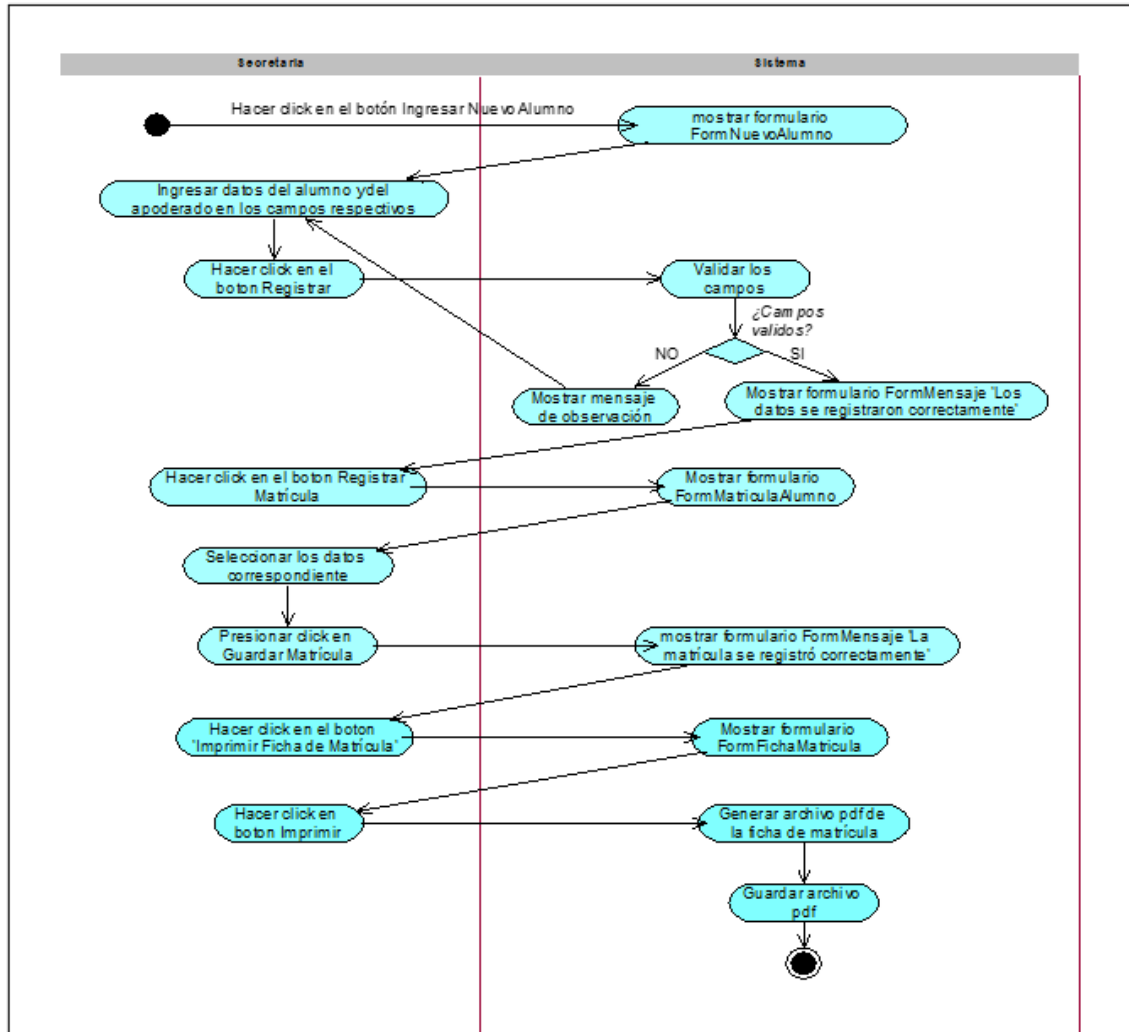 Secretaria
Sistema
Hacer click en el botón Ingresar Nuevo Alumno
mostrar formulario
FormNuevoAlumno
Ingresar datos del alumno ydel
apoderado en los campos respectivos
Hacer click en el
boton Registrar
Validar los
campos
¿Campos
validos?
NO
SI
Mostrar mensaje
de observación
Mostrar formulario FormMensaje "Los
datos se registraron correctamente"
Hacer click en el boton Registrar
Matrícula
Mostrar formulario
FormMatriculaAlumno
Seleccionar los datos
correspondiente
Presionar click en
Guardar Matrícula
mostrar formulario FormMensaje "La
matrícula se registró correctamente"
Hacer click en el boton
"Imprimir Ficha de Matrícula"
Mostrar formulario
FormFichaMatricula
Hacer click en
boton Imprimir
Generar archivo pdf de
la ficha de matrícula
Guardar archivo
pdf